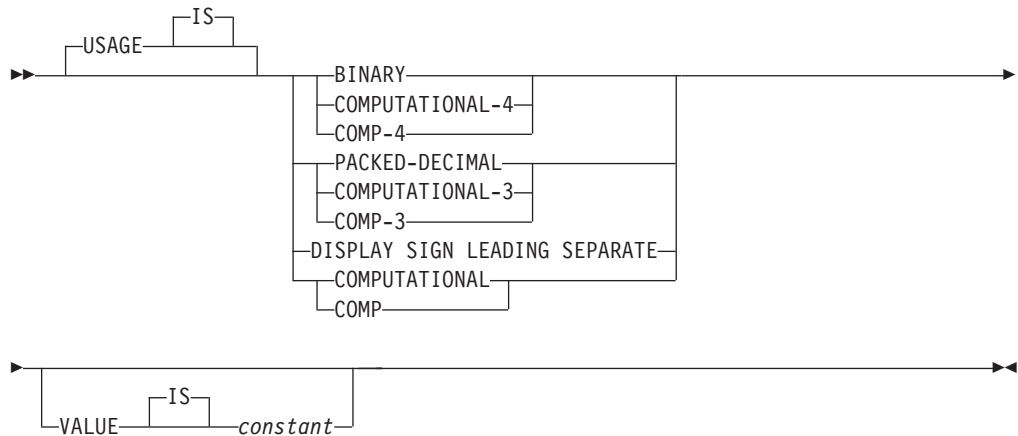 IS
USAGE
BINARY
COMPUTATIONAL-4
COMP-4
PACKED-DECIMAL
COMPUTATIONAL-3
COMP-3
DISPLAY SIGN LEADING SEPARATE
COMPUTATIONAL
COMP
IS
VALUE constant